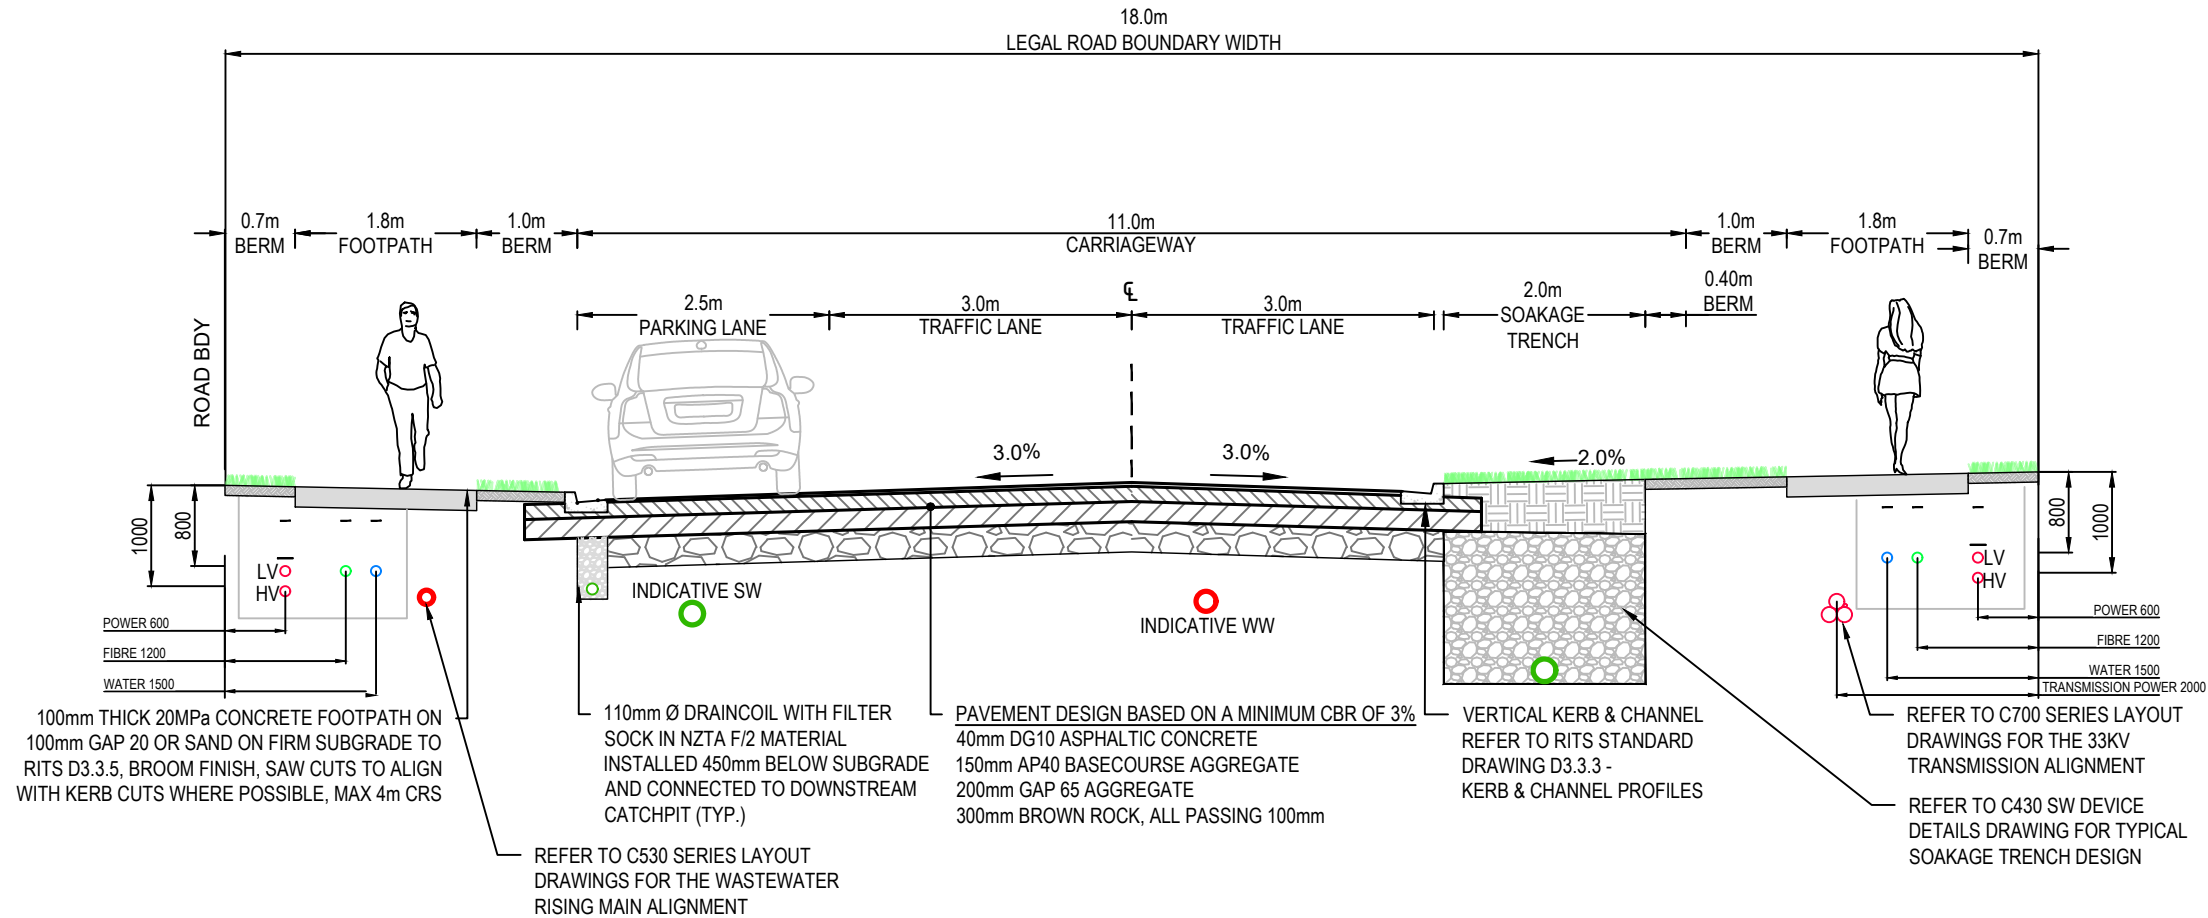 18.0m
LEGAL ROAD BOUNDARY WIDTH
0.7m
BERM
1.8m
FOOTPATH
1.0m
BERM
11.0m
CARRIAGEWAY
1.0m
BERM
1.8m
FOOTPATH
0.7m
BERM
2.5m
PARKING LANE
3.0m
TRAFFIC LANE
℄
3.0m
TRAFFIC LANE
2.0m
SOAKAGE
TRENCH
0.40m
BERM
ROAD BDY
3.0%
3.0%
2.0%
1000
800
LV
HV
800
1000
LV
HV
INDICATIVE SW
INDICATIVE WW
POWER 600
FIBRE 1200
WATER 1500
POWER 600
FIBRE 1200
WATER 1500
TRANSMISSION POWER 2000
100mm THICK 20MPa CONCRETE FOOTPATH ON
100mm GAP 20 OR SAND ON FIRM SUBGRADE TO
RITS D3.3.5, BROOM FINISH, SAW CUTS TO ALIGN
WITH KERB CUTS WHERE POSSIBLE, MAX 4m CRS
110mm Ø DRAINCOIL WITH FILTER
SOCK IN NZTA F/2 MATERIAL
INSTALLED 450mm BELOW SUBGRADE
AND CONNECTED TO DOWNSTREAM
CATCHPIT (TYP.)
PAVEMENT DESIGN BASED ON A MINIMUM CBR OF 3%
40mm DG10 ASPHALTIC CONCRETE
150mm AP40 BASECOURSE AGGREGATE
200mm GAP 65 AGGREGATE
300mm BROWN ROCK, ALL PASSING 100mm
VERTICAL KERB & CHANNEL
REFER TO RITS STANDARD
DRAWING D3.3.3 -
KERB & CHANNEL PROFILES
REFER TO C700 SERIES LAYOUT
DRAWINGS FOR THE 33KV
TRANSMISSION ALIGNMENT
REFER TO C430 SW DEVICE
DETAILS DRAWING FOR TYPICAL
SOAKAGE TRENCH DESIGN
REFER TO C530 SERIES LAYOUT
DRAWINGS FOR THE WASTEWATER
RISING MAIN ALIGNMENT